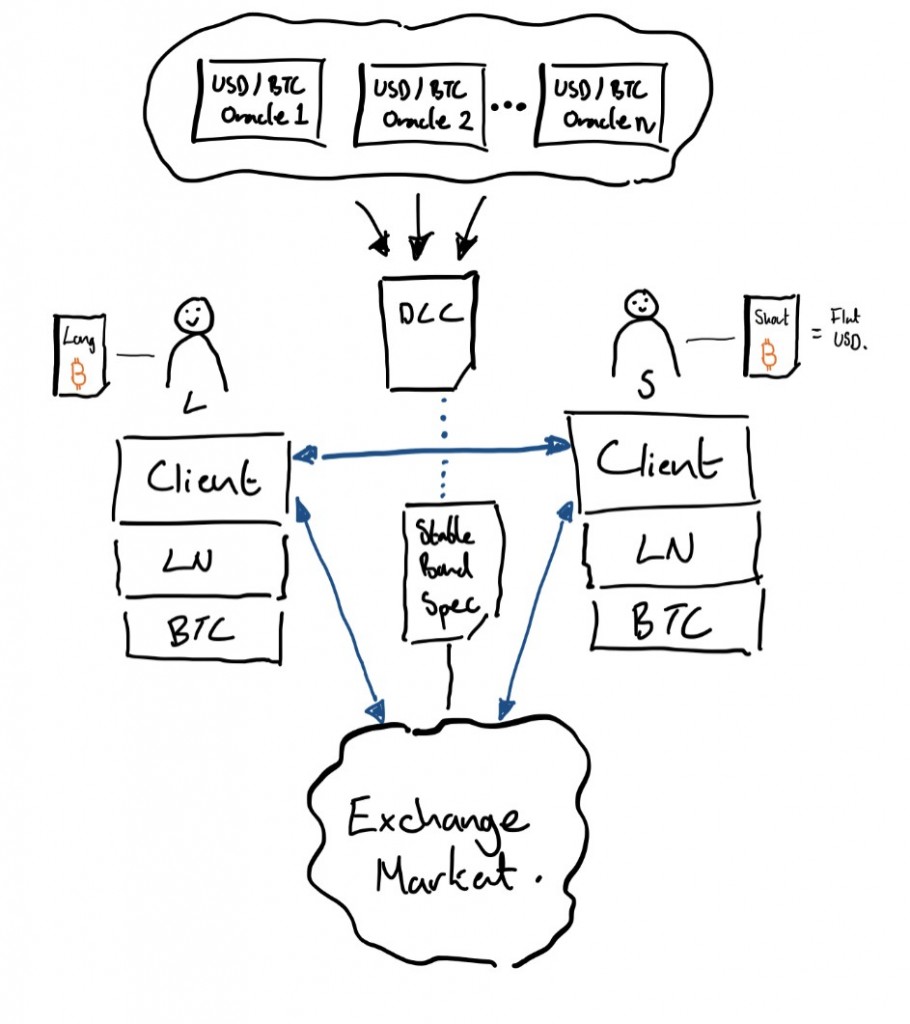 USD/BTC
Oracle 1
USD/BTC
Oracle 2
...
USD/BTC
Oracle n
DLC
Long
₿
L
S
Short
₿
= Flat
USD.
Client
LN
BTC
Stable
Band
Spec
Client
LN
BTC
Exchange
Market.